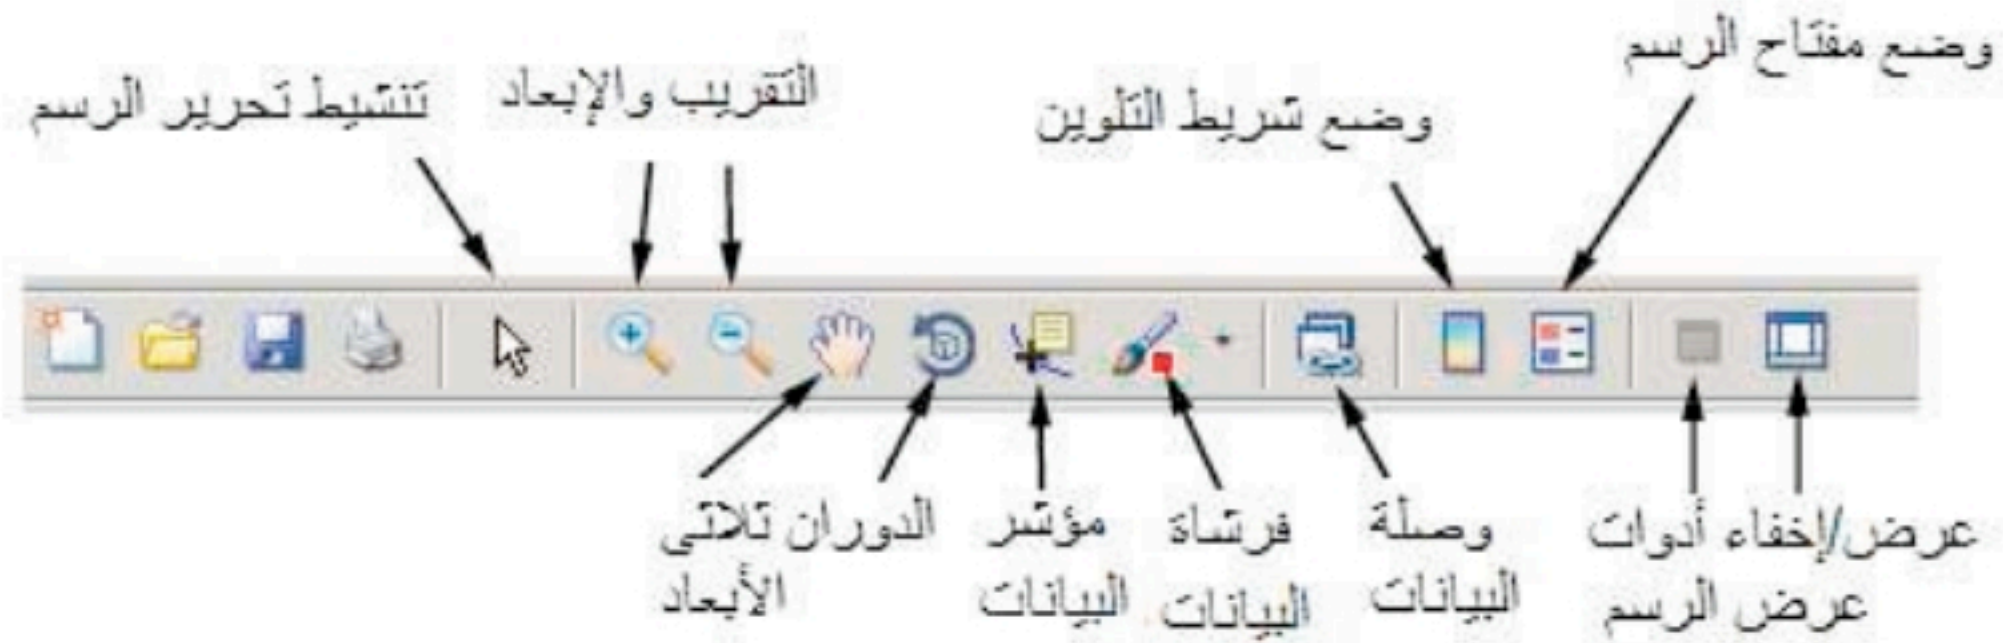 وضع مفتاح الرسم
وضع شريط التلوين
التقريب والإبعاد
تنشيط تحرير الرسم
عرض/إخفاء أدوات
عرض الرسم
وصلة
البيانات
فرشاة
البيانات
مؤشر
البيانات
الدوران ثلاثى
الأبعاد